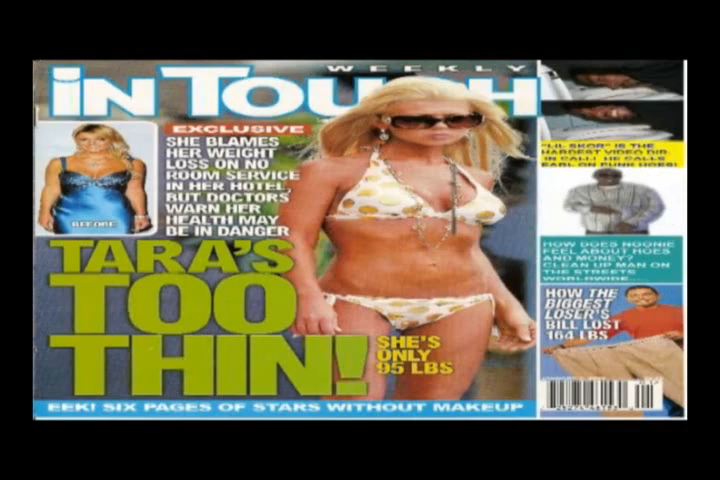 WEEKLY
IN TOUCH
EXCLUSIVE
SHE BLAMES
HER WEIGHT
LOSS ON NO
ROOM SERVICE
IN HER HOTEL,
BUT DOCTORS
WARN HER
HEALTH MAY
BE IN DANGER
BEFORE
TARA'S
TOO
THIN!
SHE'S
ONLY
95 LBS
EEK! SIX PAGES OF STARS WITHOUT MAKEUP
"LIL SKOR" IS THE
HARDEST VIDEO DIR.
IN CALI! HE CALLS
EARL ON PUNK HOES!
HOW DOES NOONIE
FEEL ABOUT HOES
AND MONEY?
CLEAN UP MAN ON
THE STREETS
WORLDWIDE...
HOW THE
BIGGEST
LOSER'S
BILL LOST
164 LBS